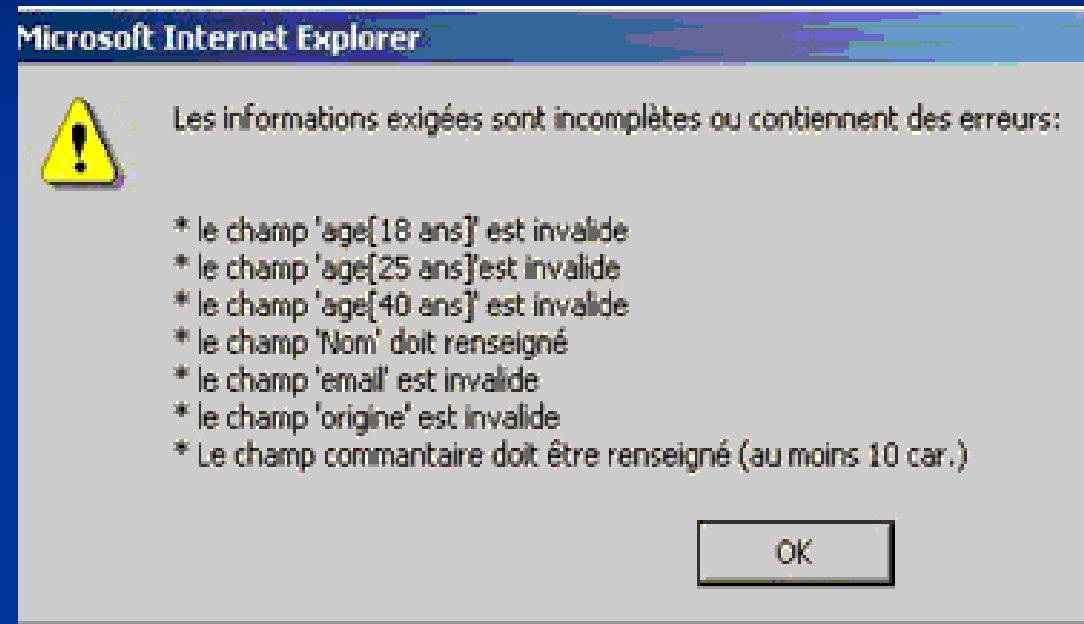 Microsoft Internet Explorer
Les informations exigées sont incomplètes ou contiennent des erreurs:
* le champ 'age[18 ans]' est invalide
* le champ 'age[25 ans]'est invalide
* le champ 'age[40 ans]' est invalide
* le champ 'Nom' doit renseigné
* le champ 'email' est invalide
* le champ 'origine' est invalide
* Le champ commantaire doit être renseigné (au moins 10 car.)
OK